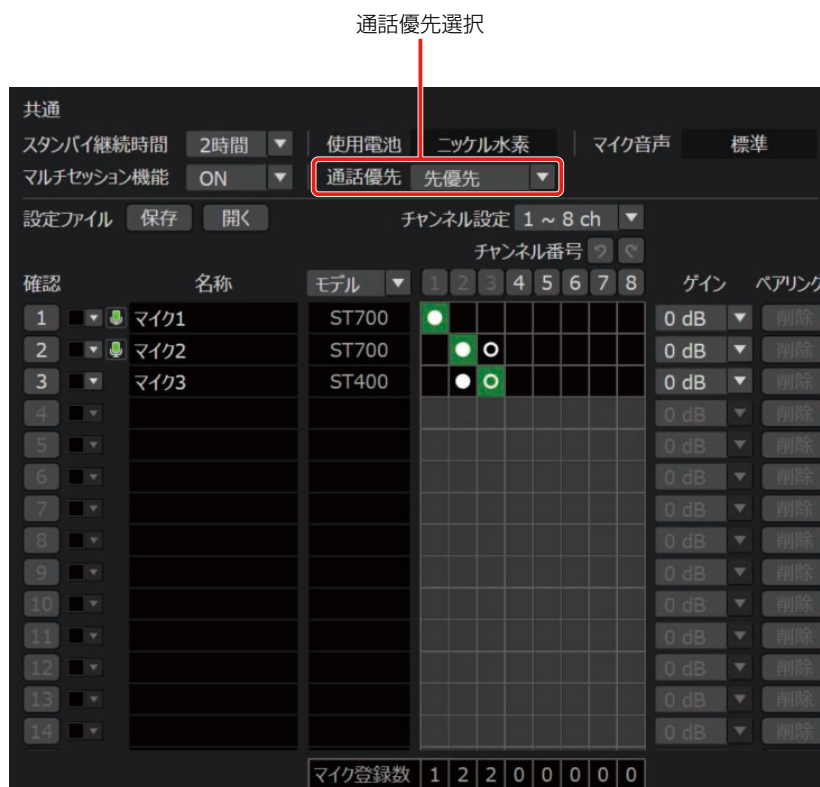 通話優先選択
共通
スタンバイ継続時間 2時間 使用電池 ニッケル水素 マイク音声 標準
マルチセッション機能 ON 通話優先 先優先
設定ファイル 保存 開く チャンネル設定 1 ~ 8 ch
チャンネル番号
確認 名称 モデル 1 2 3 4 5 6 7 8 ゲイン ペアリング
1 マイク1 ST700 0 dB 削除
2 マイク2 ST700 0 dB 削除
3 マイク3 ST400 0 dB 削除
4 0 dB 削除
5 0 dB 削除
6 0 dB 削除
7 0 dB 削除
8 0 dB 削除
9 0 dB 削除
10 0 dB 削除
11 0 dB 削除
12 0 dB 削除
13 0 dB 削除
14 0 dB 削除
マイク登録数 1 2 2 0 0 0 0 0